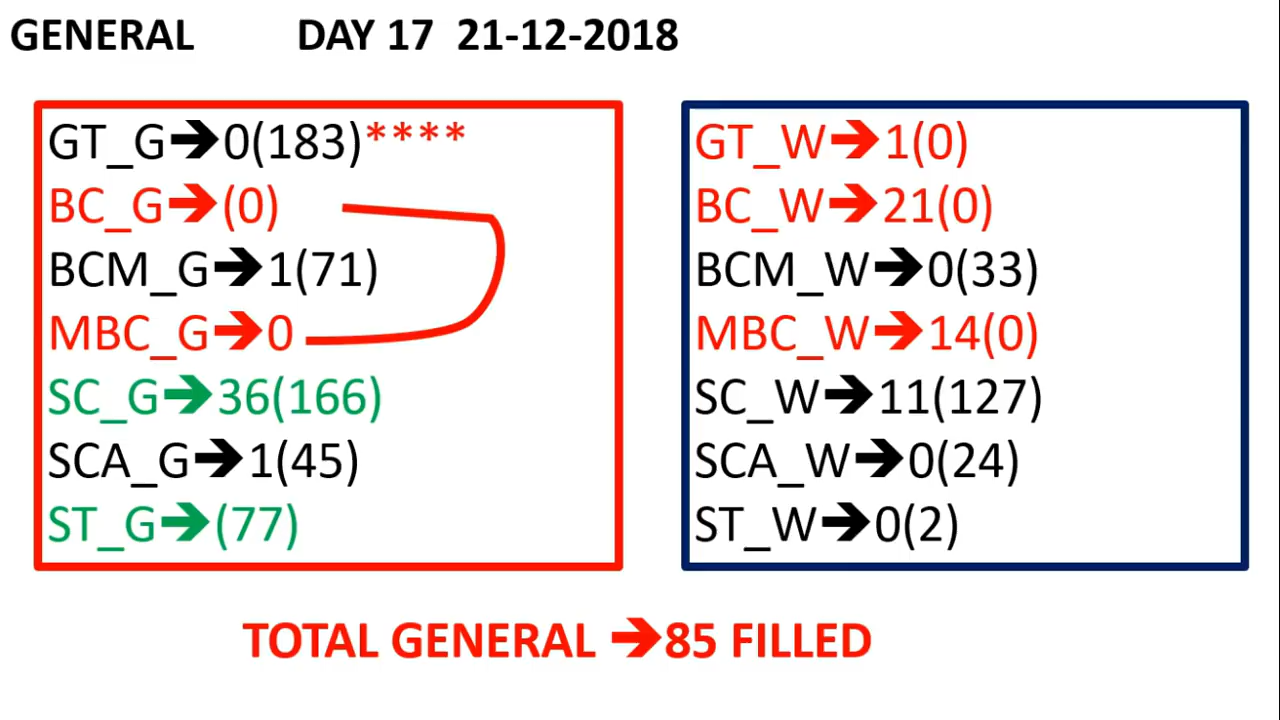 GENERAL DAY 17 21-12-2018
GT_G➔0(183)****
BC_G➔(0)
BCM_G➔1(71)
MBC_G➔0
SC_G➔36(166)
SCA_G➔1(45)
ST_G➔(77)
GT_W➔1(0)
BC_W➔21(0)
BCM_W➔0(33)
MBC_W➔14(0)
SC_W➔11(127)
SCA_W➔0(24)
ST_W➔0(2)
TOTAL GENERAL ➔85 FILLED